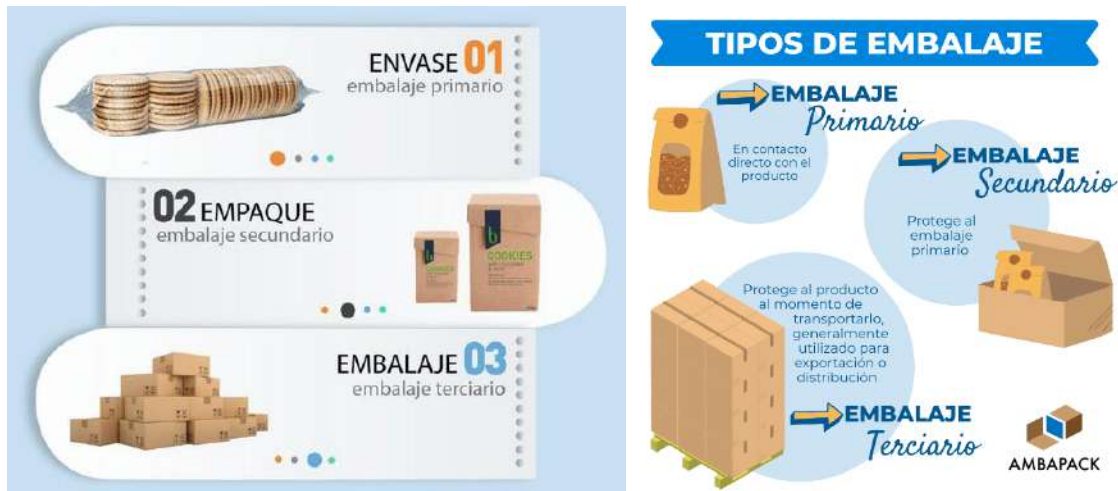 ENVASE 01
embalaje primario
02 EMPAQUE
embalaje secundario
b
COOKIES
b
COOKIES
EMBALAJE 03
embalaje terciario
TIPOS DE EMBALAJE
EMBALAJE
Primario
En contacto
directo con el
producto
EMBALAJE
Secundario
Protege al
embalaje
primario
Protege al producto
al momento de
transportarlo,
generalmente
utilizado para
exportación o
distribución
EMBALAJE
Terciario
AMBAPACK